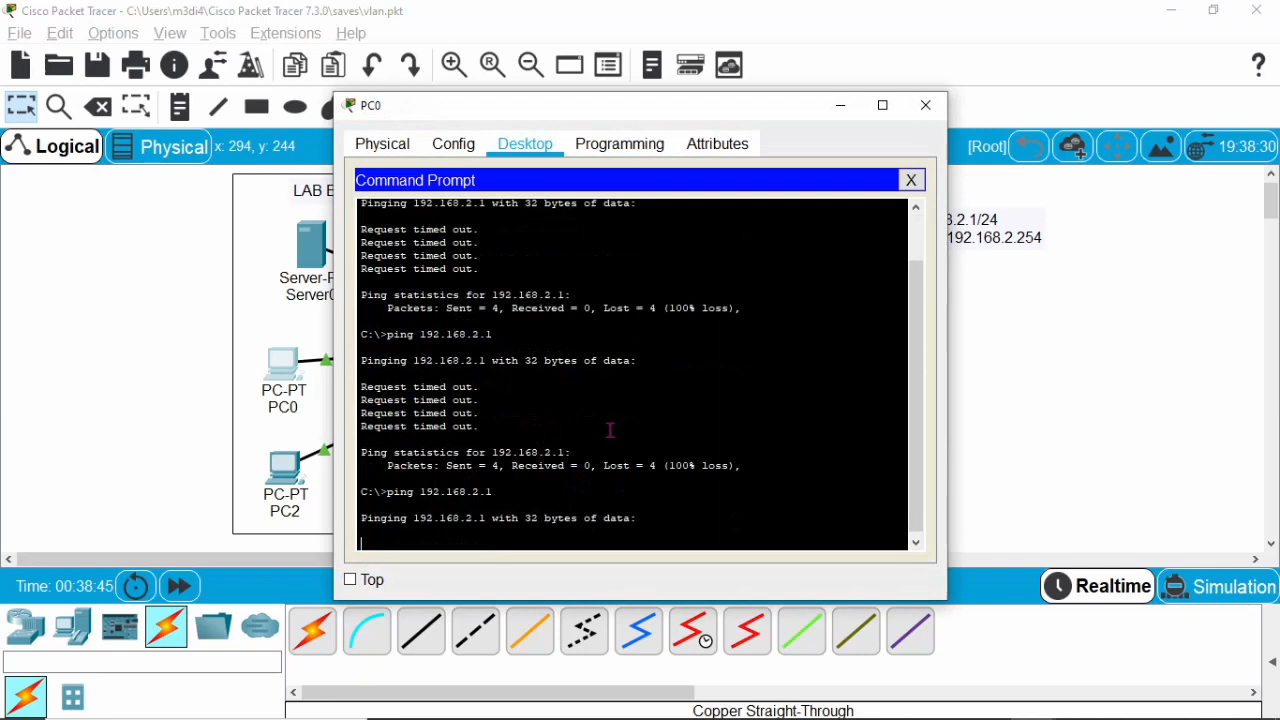 Cisco Packet Tracer - C:\Users\m3di4\Cisco Packet Tracer 7.3.0\saves\vlan.pkt
File Edit Options View Tools Extensions Help
Logical
Physical
x: 294, y: 244
[Root]
19:38:30
PC0
Physical Config Desktop Programming Attributes
Command Prompt
X
Pinging 192.168.2.1 with 32 bytes of data:
Request timed out.
Request timed out.
Request timed out.
Request timed out.
Ping statistics for 192.168.2.1:
Packets: Sent = 4, Received = 0, Lost = 4 (100% loss),
C:\>ping 192.168.2.1
Pinging 192.168.2.1 with 32 bytes of data:
Request timed out.
Request timed out.
Request timed out.
Request timed out.
Ping statistics for 192.168.2.1:
Packets: Sent = 4, Received = 0, Lost = 4 (100% loss),
C:\>ping 192.168.2.1
Pinging 192.168.2.1 with 32 bytes of data:
Top
LAB
Server-P
Server0
PC-PT
PC0
PC-PT
PC2
.2.1/24
192.168.2.254
Time: 00:38:45
Realtime
Simulation
Copper Straight-Through